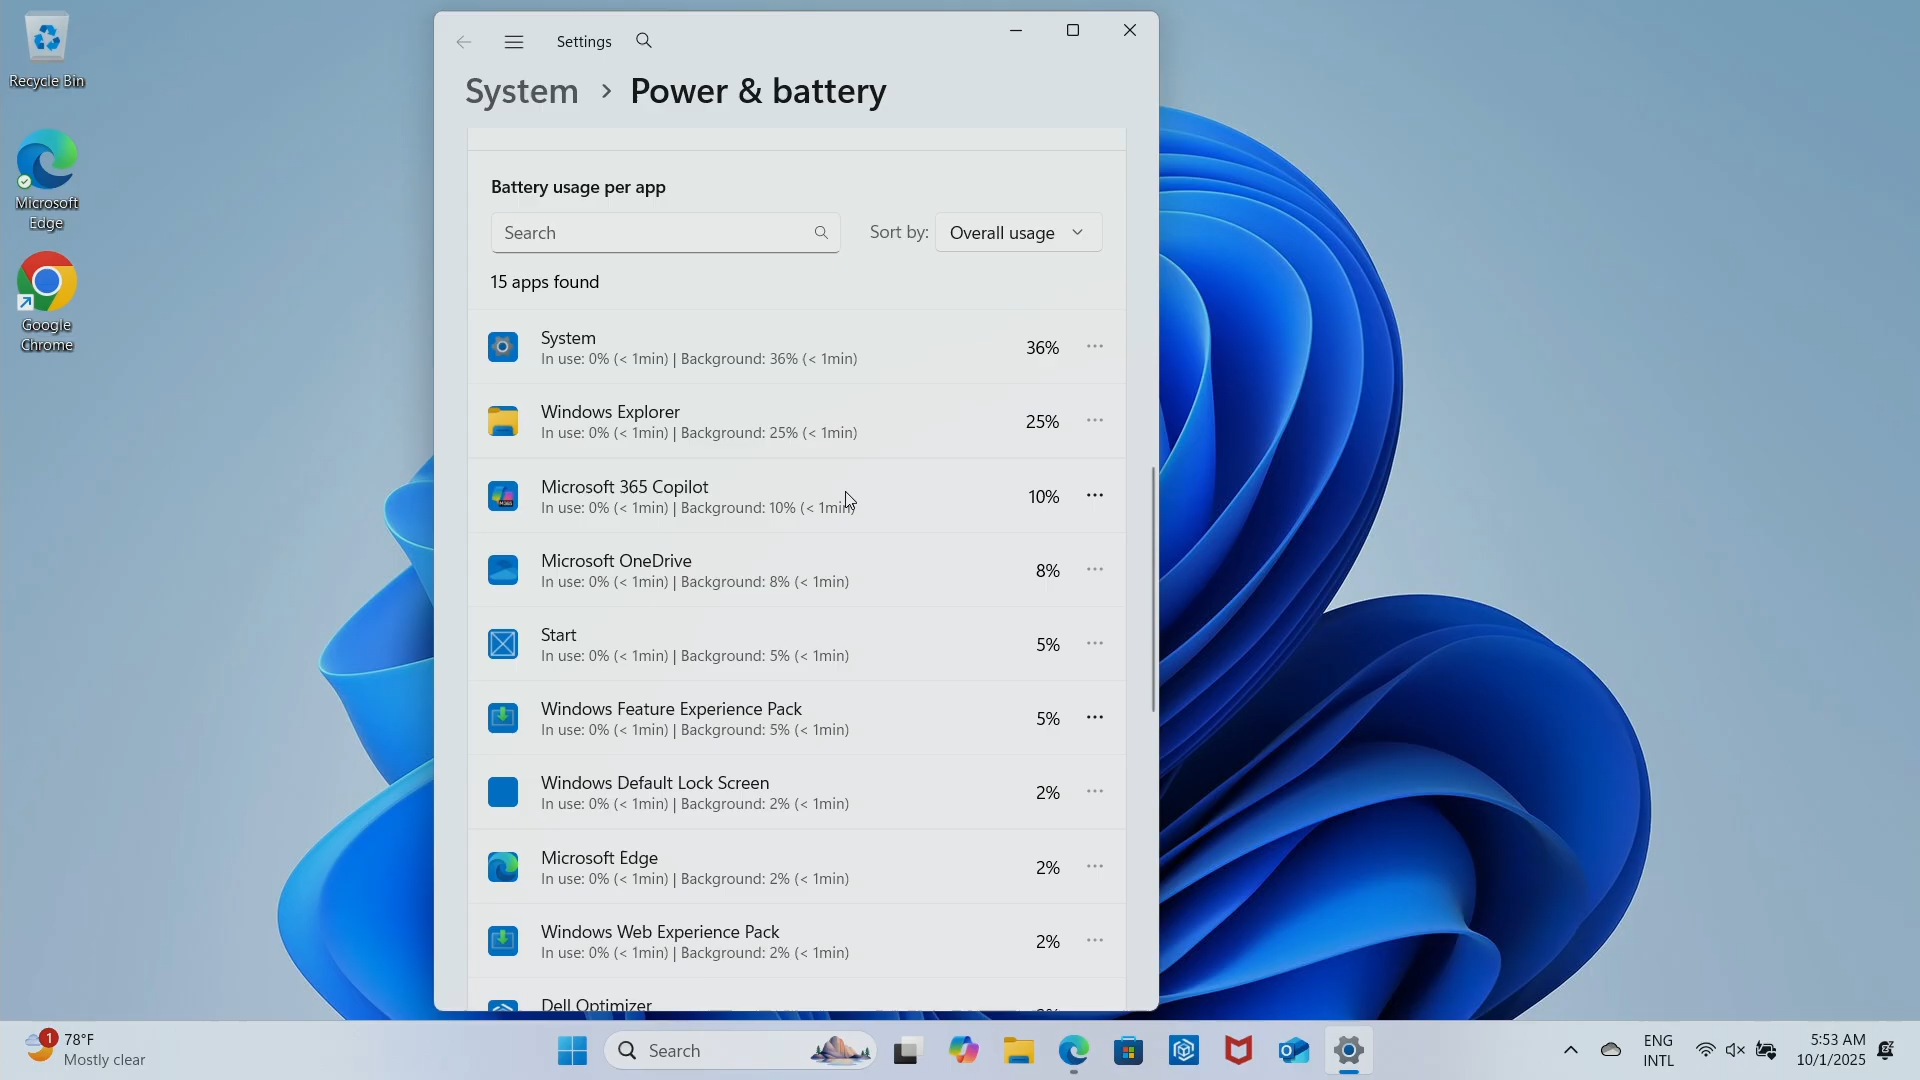 Recycle Bin
Microsoft
Edge
Google
Chrome
Settings
System > Power & battery
Battery usage per app
Search
Sort by: Overall usage
15 apps found
System
In use: 0% (< 1min) | Background: 36% (< 1min)
36%
Windows Explorer
In use: 0% (< 1min) | Background: 25% (< 1min)
25%
Microsoft 365 Copilot
In use: 0% (< 1min) | Background: 10% (< 1min)
10%
Microsoft OneDrive
In use: 0% (< 1min) | Background: 8% (< 1min)
8%
Start
In use: 0% (< 1min) | Background: 5% (< 1min)
5%
Windows Feature Experience Pack
In use: 0% (< 1min) | Background: 5% (< 1min)
5%
Windows Default Lock Screen
In use: 0% (< 1min) | Background: 2% (< 1min)
2%
Microsoft Edge
In use: 0% (< 1min) | Background: 2% (< 1min)
2%
Windows Web Experience Pack
In use: 0% (< 1min) | Background: 2% (< 1min)
2%
Dell Optimizer
1
78°F
Mostly clear
Search
ENG
INTL
5:53 AM
10/1/2025